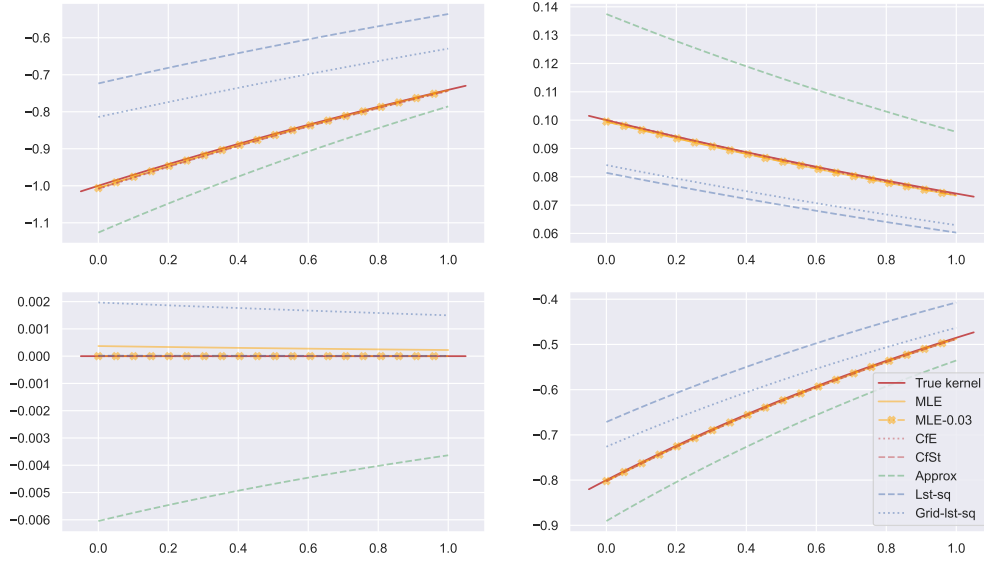 −0.6
−0.7
−0.8
−0.9
−1.0
−1.1
0.0 0.2 0.4 0.6 0.8 1.0
0.14
0.13
0.12
0.11
0.10
0.09
0.08
0.07
0.06
0.0 0.2 0.4 0.6 0.8 1.0
0.002
0.001
0.000
−0.001
−0.002
−0.003
−0.004
−0.005
−0.006
0.0 0.2 0.4 0.6 0.8 1.0
−0.4
−0.5
−0.6
−0.7
−0.8
−0.9
0.0 0.2 0.4 0.6 0.8 1.0
True kernel
MLE
MLE-0.03
CfE
CfSt
Approx
Lst-sq
Grid-lst-sq